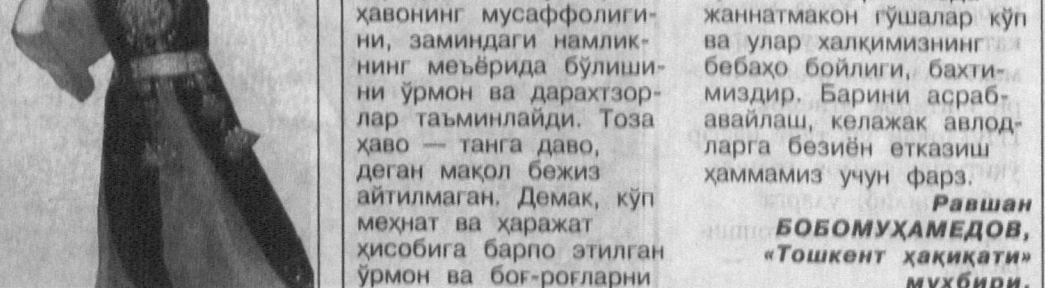 ҳавонинг мусаффолиги-
ни, заминдаги намлик-
нинг меъёрида бўлиши-
ни ўрмон ва дарахтзор-
лар таъминлайди. Тоза
ҳаво — танга даво,
деган мақол бежиз
айтилмаган. Демак, кўп
меҳнат ва ҳаражат
ҳисобига барпо этилган
ўрмон ва боғ-роғларни
жаннатмакон гўшалар кўп
ва улар халқимизнинг
бебаҳо бойлиги, бахти-
миздир. Барини асраб-
авайлаш, келажак авлод-
ларга безиён етказиш
ҳаммамиз учун фарз.
Равшан
БОБОМУҲАМЕДОВ,
«Тошкент ҳақиқати»
мухбири.